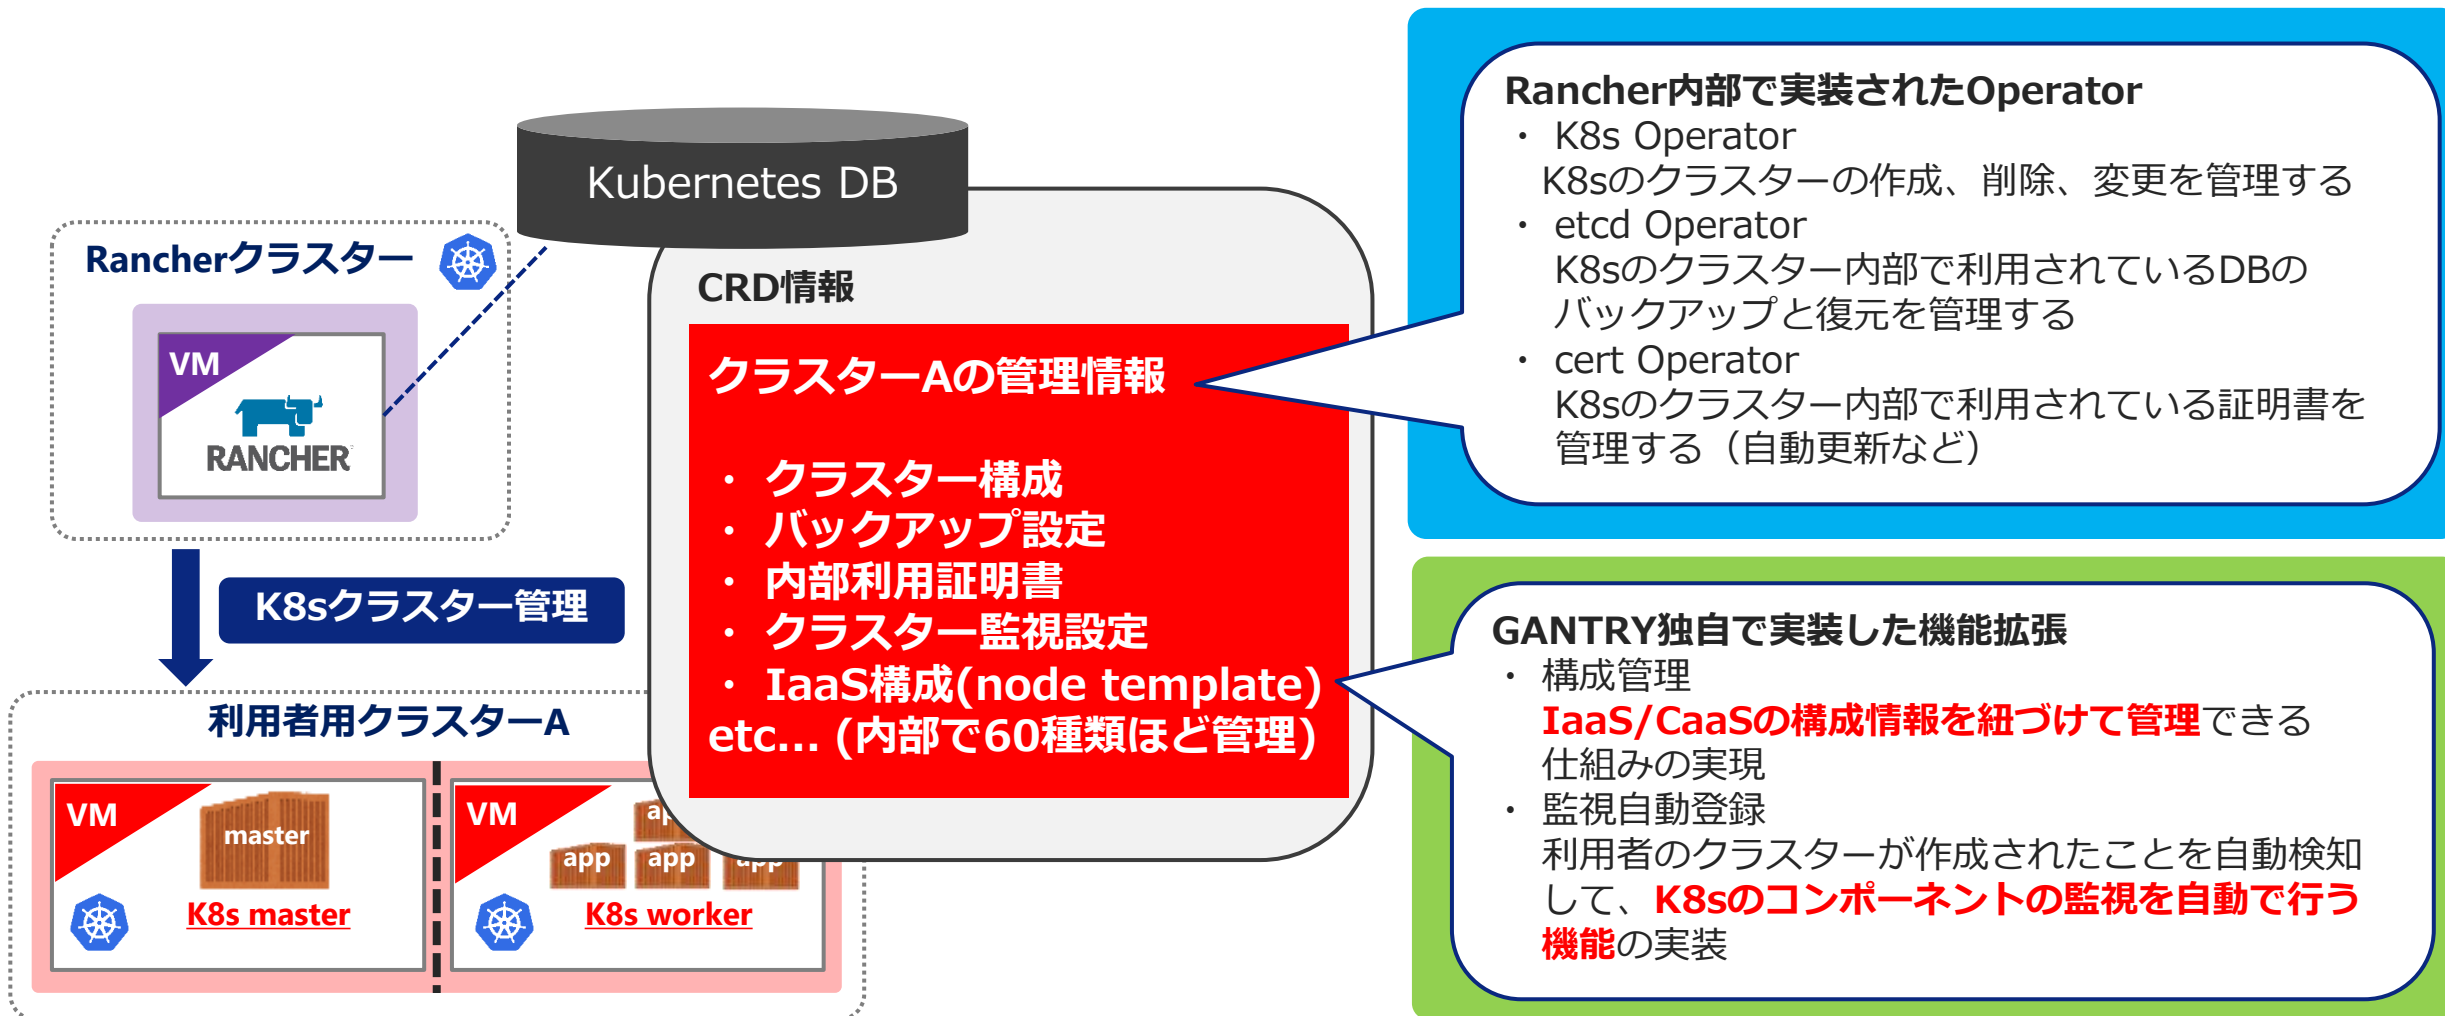 Kubernetes DB
Rancherクラスター
VM
RANCHER
K8sクラスター管理
利用者用クラスターA
VM
master
K8s master
VM
app
app
app
K8s worker
CRD情報
クラスターAの管理情報
・ クラスター構成
・ バックアップ設定
・ 内部利用証明書
・ クラスター監視設定
・ IaaS構成(node template)
etc... (内部で60種類ほど管理)
Rancher内部で実装されたOperator
・ K8s Operator
K8sのクラスターの作成、削除、変更を管理する
・ etcd Operator
K8sのクラスター内部で利用されているDBの
バックアップと復元を管理する
・ cert Operator
K8sのクラスター内部で利用されている証明書を
管理する（自動更新など）
GANTRY独自で実装した機能拡張
・ 構成管理
IaaS/CaaSの構成情報を紐づけて管理できる
仕組みの実現
・ 監視自動登録
利用者のクラスターが作成されたことを自動検知
して、K8sのコンポーネントの監視を自動で行う
機能の実装